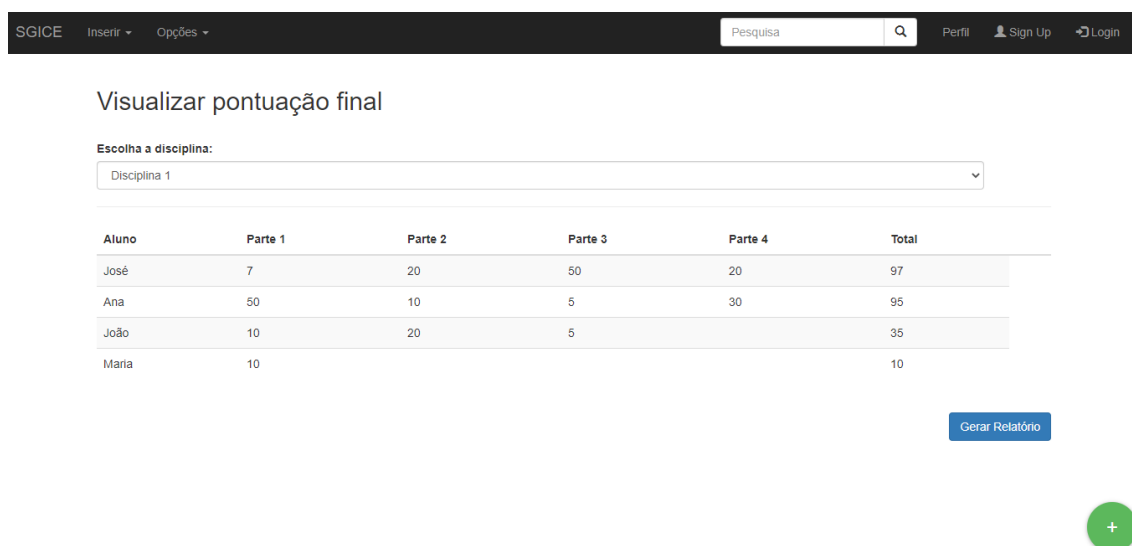 SGICE Inserir Opções Pesquisa Perfil Sign Up Login
Visualizar pontuação final
Escolha a disciplina:
Disciplina 1
Aluno Parte 1 Parte 2 Parte 3 Parte 4 Total
José 7 20 50 20 97
Ana 50 10 5 30 95
João 10 20 5 35
Maria 10 10
Gerar Relatório
+